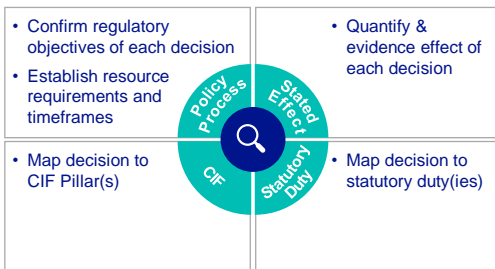 • Confirm regulatory
objectives of each decision
• Establish resource
requirements and
timeframes
• Quantify &
evidence effect of
each decision
Policy
Process
Stated
Effect
CIF
Statutory
Duty
• Map decision to
CIF Pillar(s)
• Map decision to
statutory duty(ies)